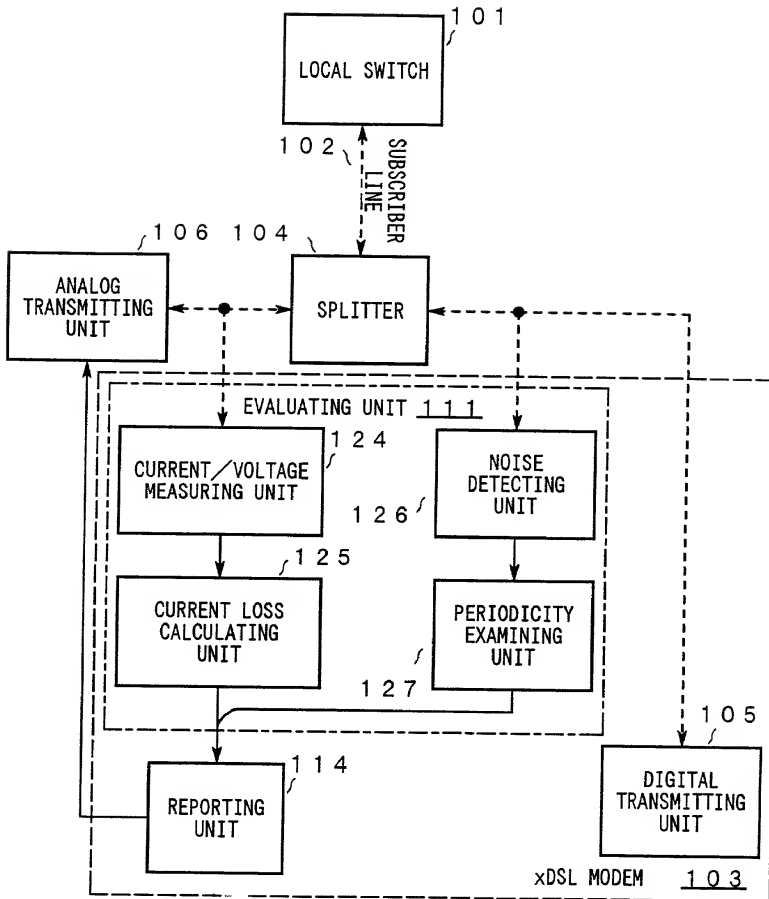 101
LOCAL SWITCH
102
SUBSCRIBER
LINE
106
104
ANALOG
TRANSMITTING
UNIT
SPLITTER
EVALUATING UNIT 111
124
CURRENT/VOLTAGE
MEASURING UNIT
NOISE
DETECTING
UNIT
126
125
CURRENT LOSS
CALCULATING
UNIT
PERIODICITY
EXAMINING
UNIT
127
105
114
REPORTING
UNIT
DIGITAL
TRANSMITTING
UNIT
xDSL MODEM 103